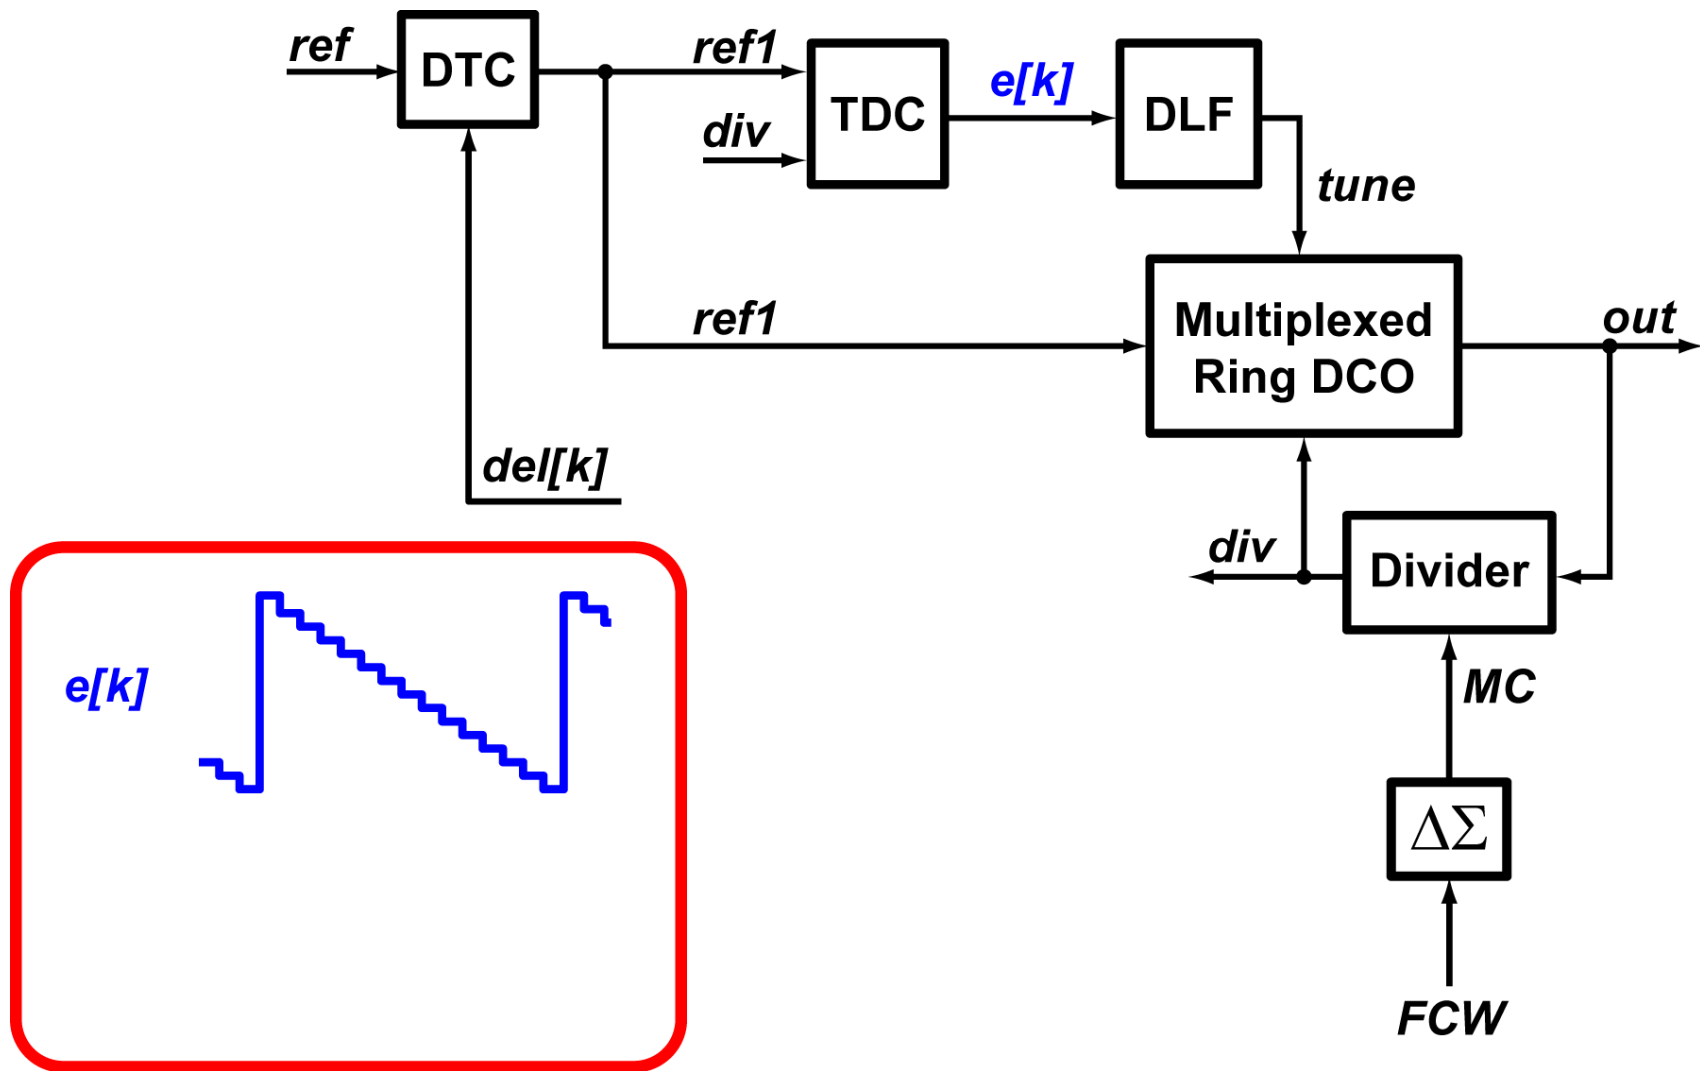 ref
DTC
ref1
TDC
e[k]
DLF
div
tune
ref1
Multiplexed
Ring DCO
out
del[k]
div
Divider
e[k]
MC
ΔΣ
FCW